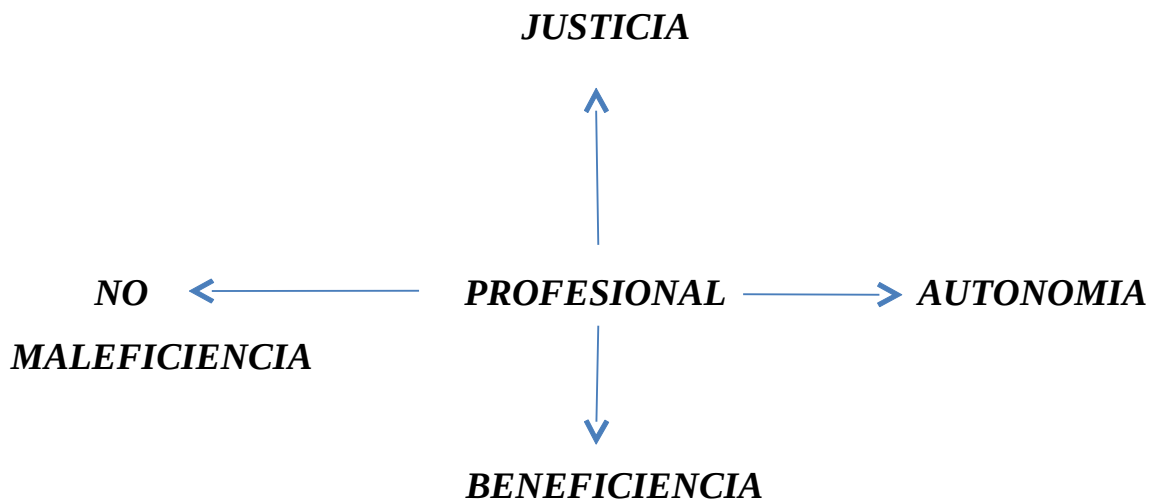 JUSTICIA
NO
PROFESIONAL
AUTONOMIA
MALEFICIENCIA
BENEFICIENCIA